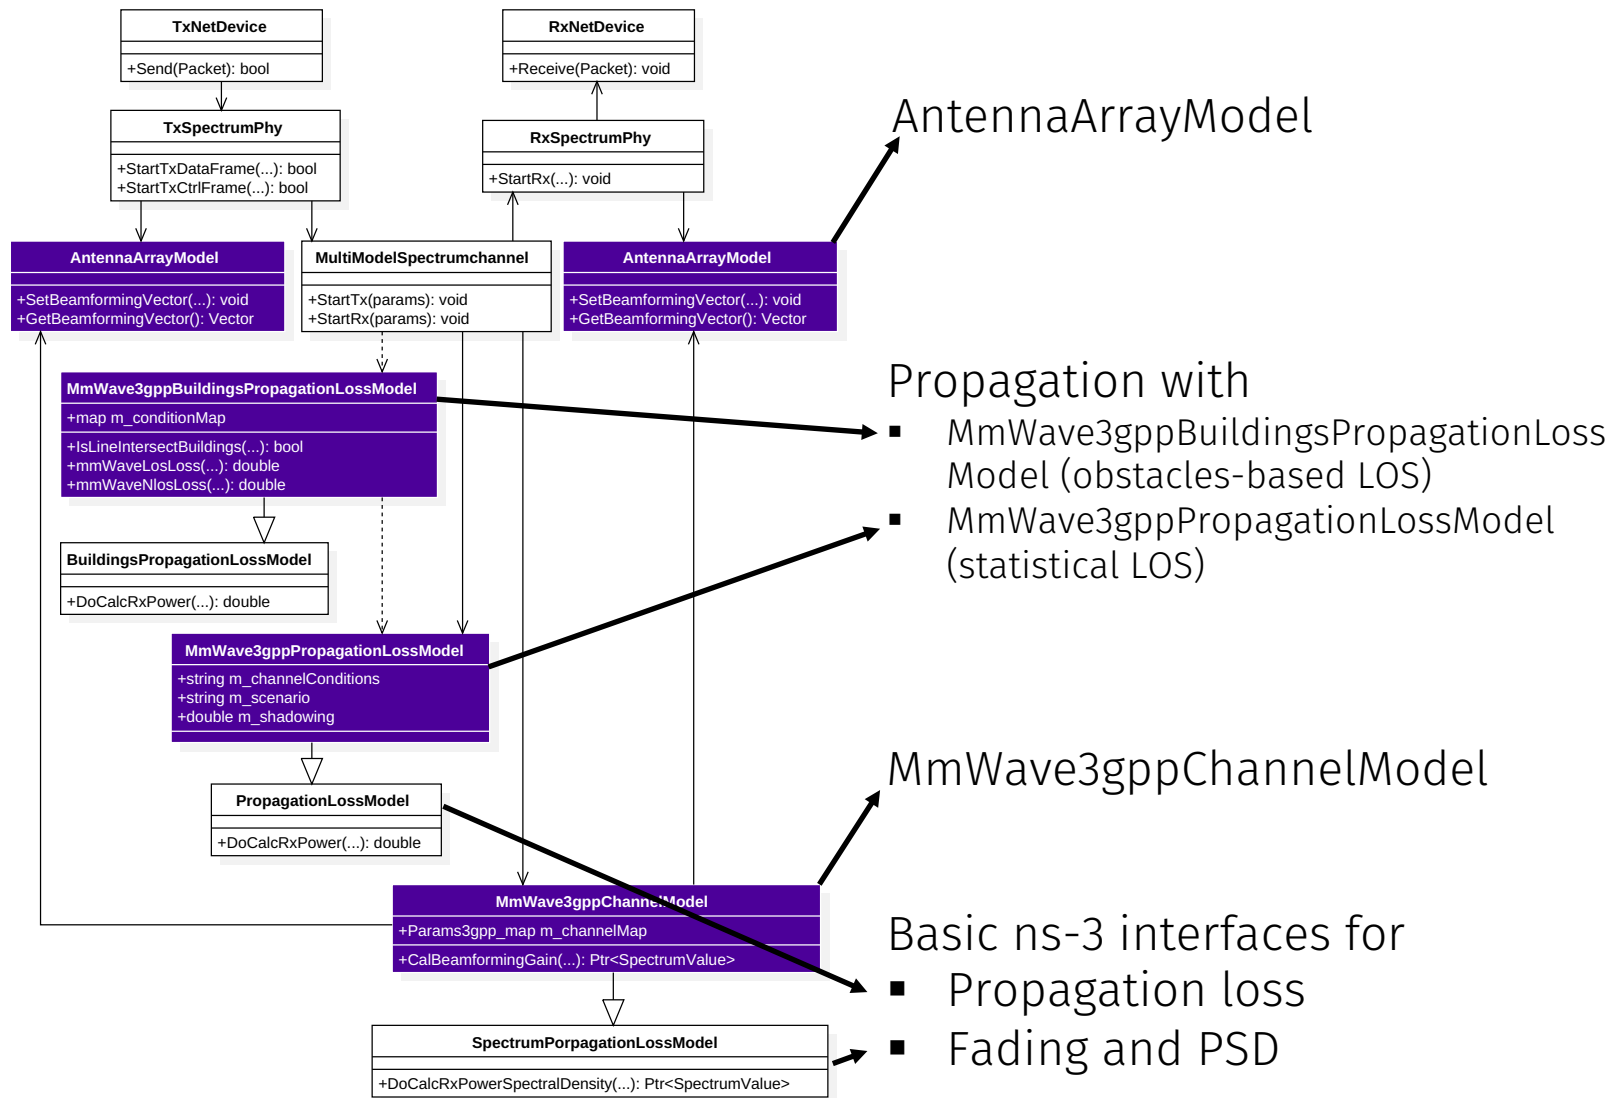 TxNetDevice
+Send(Packet): bool
RxNetDevice
+Receive(Packet): void
TxSpectrumPhy
+StartTxDataFrame(...): bool
+StartTxCtrlFrame(...): bool
RxSpectrumPhy
+StartRx(...): void
AntennaArrayModel
+SetBeamformingVector(...): void
+GetBeamformingVector(): Vector
MultiModelSpectrumchannel
+StartTx(params): void
+StartRx(params): void
AntennaArrayModel
+SetBeamformingVector(...): void
+GetBeamformingVector(): Vector
MmWave3gppBuildingsPropagationLossModel
+map m_conditionMap
+IsLineIntersectBuildings(...): bool
+mmWaveLosLoss(...): double
+mmWaveNlosLoss(...): double
BuildingsPropagationLossModel
+DoCalcRxPower(...): double
MmWave3gppPropagationLossModel
+string m_channelConditions
+string m_scenario
+double m_shadowing
PropagationLossModel
+DoCalcRxPower(...): double
MmWave3gppChannelModel
+Params3gpp_map m_channelMap
+CalBeamformingGain(...): Ptr<SpectrumValue>
SpectrumPorpagationLossModel
+DoCalcRxPowerSpectralDensity(...): Ptr<SpectrumValue>
AntennaArrayModel
Propagation with
▪ MmWave3gppBuildingsPropagationLoss
Model (obstacles-based LOS)
▪ MmWave3gppPropagationLossModel
(statistical LOS)
MmWave3gppChannelModel
Basic ns-3 interfaces for
▪ Propagation loss
▪ Fading and PSD